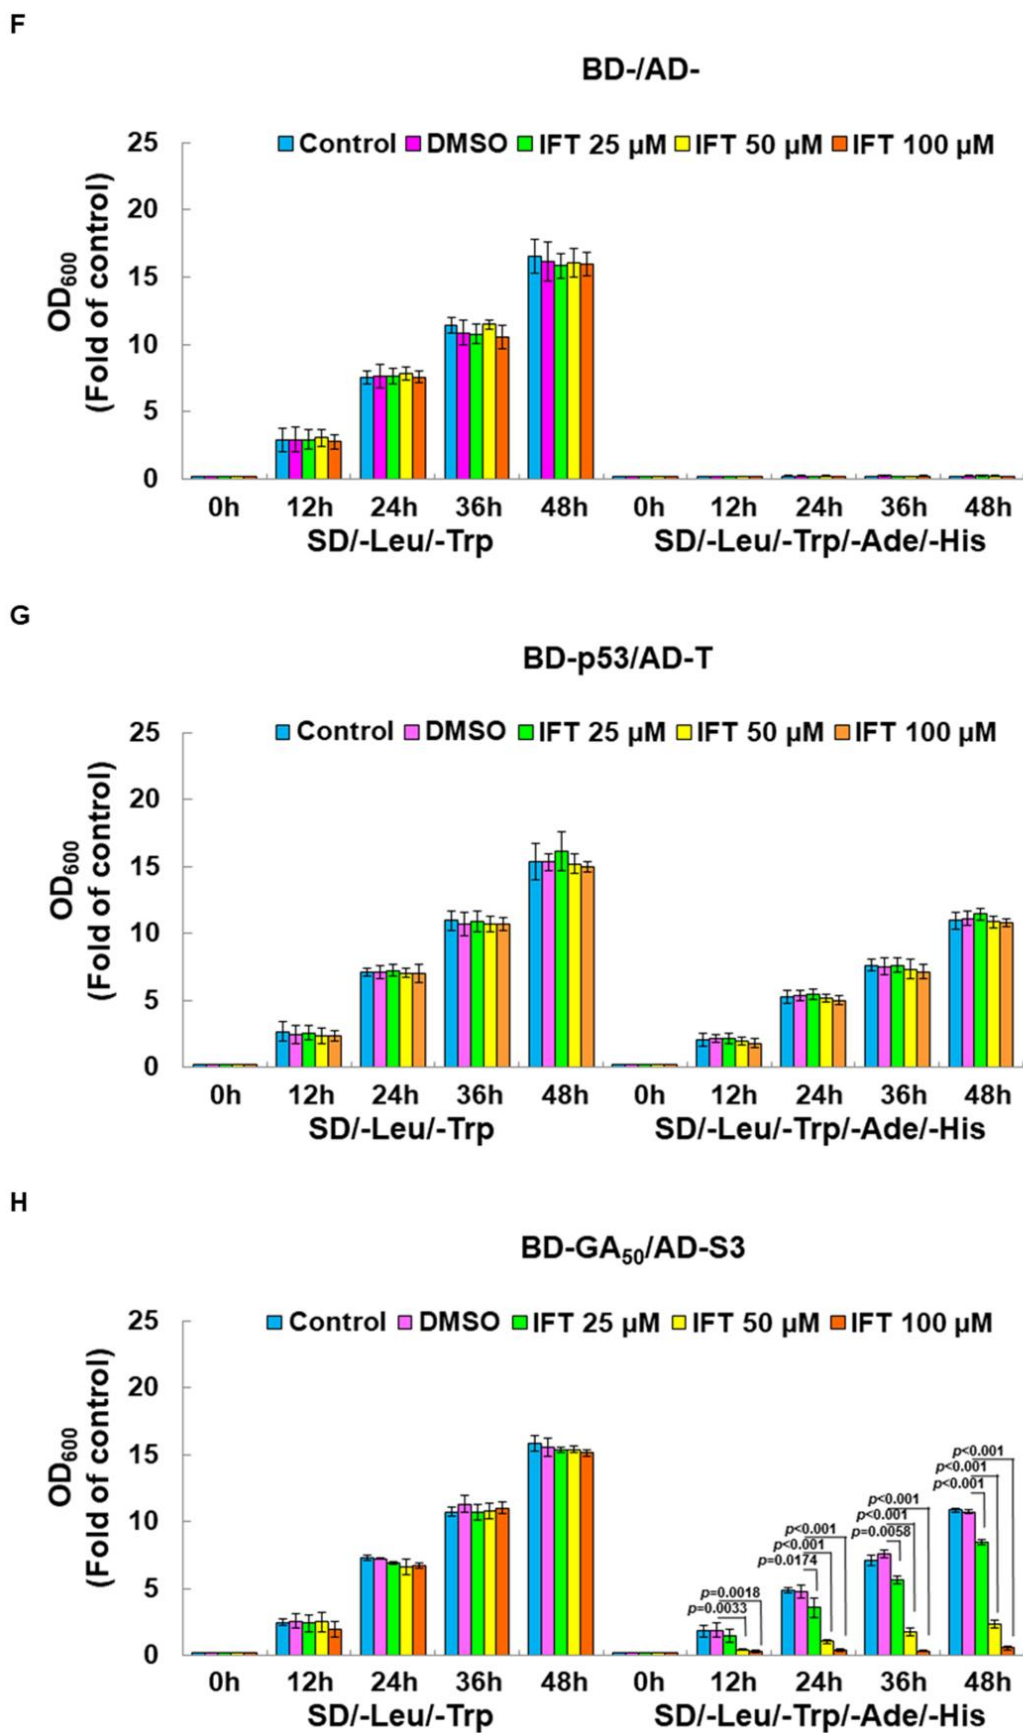 F
BD-/AD-
Control DMSO IFT 25 µM IFT 50 µM IFT 100 µM
25
20
15
10
5
0
OD600
(Fold of control)
0h 12h 24h 36h 48h 0h 12h 24h 36h 48h
SD/-Leu/-Trp SD/-Leu/-Trp/-Ade/-His
G
BD-p53/AD-T
Control DMSO IFT 25 µM IFT 50 µM IFT 100 µM
25
20
15
10
5
0
OD600
(Fold of control)
0h 12h 24h 36h 48h 0h 12h 24h 36h 48h
SD/-Leu/-Trp SD/-Leu/-Trp/-Ade/-His
H
BD-GA50/AD-S3
Control DMSO IFT 25 µM IFT 50 µM IFT 100 µM
25
20
15
10
5
0
OD600
(Fold of control)
p=0.0018
p=0.0033
p<0.001
p<0.001
p=0.0174
p<0.001
p<0.001
p=0.0058
p<0.001
p<0.001
p<0.001
0h 12h 24h 36h 48h 0h 12h 24h 36h 48h
SD/-Leu/-Trp SD/-Leu/-Trp/-Ade/-His